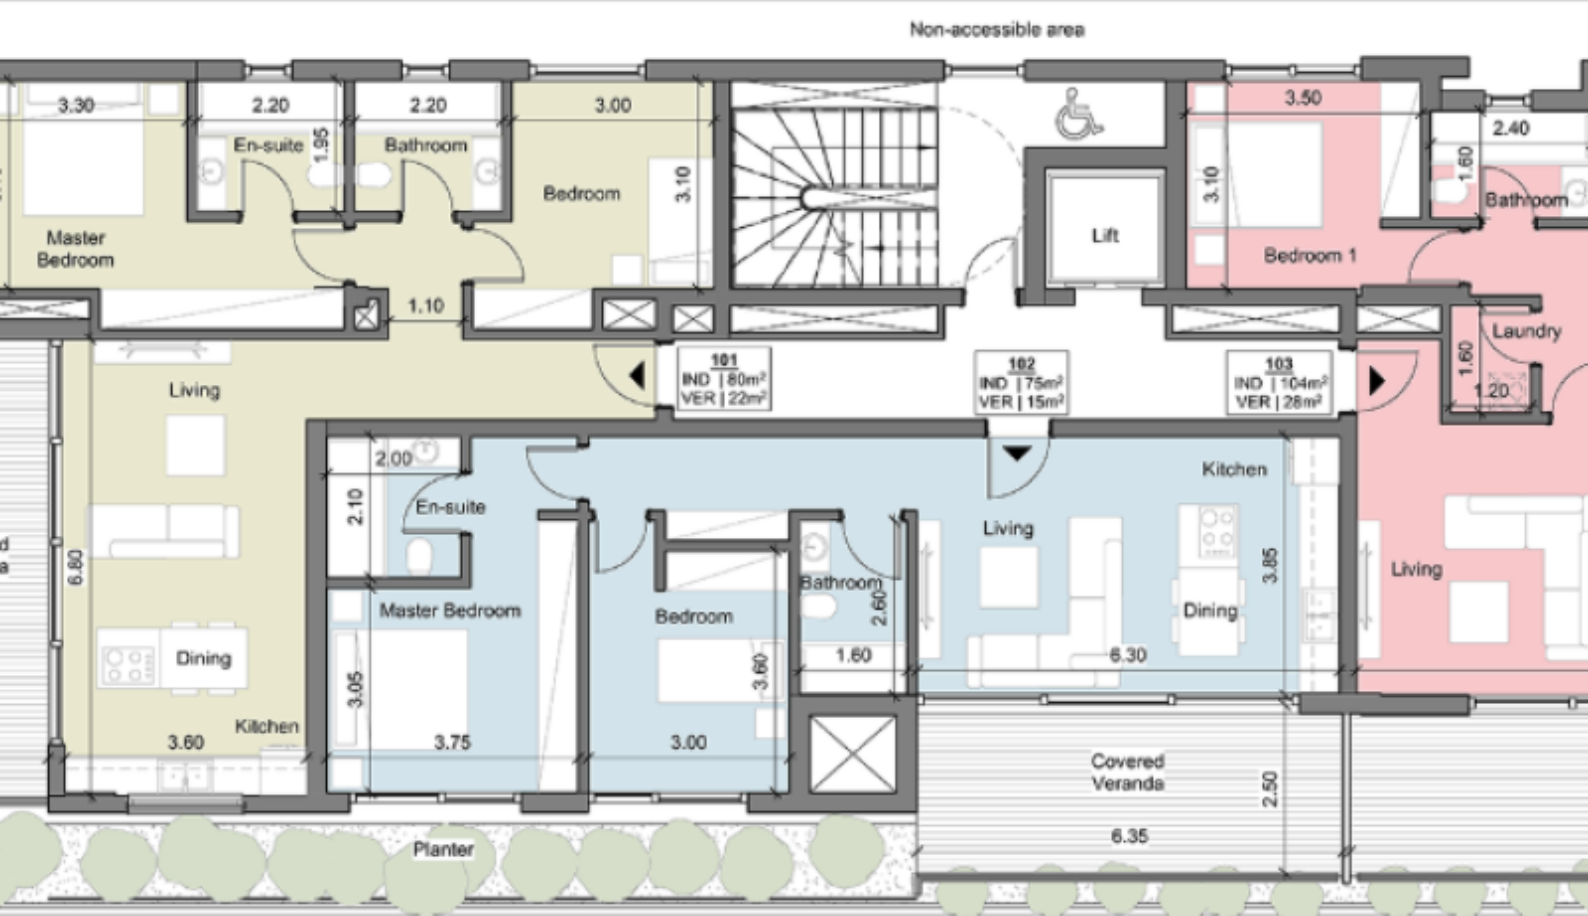 Non-accessible area
3.30
2.20
2.20
3.00
3.50
2.40
En-suite
1.95
Bathroom
Bedroom
3.10
3.10
1.60
Bathroom
Master
Bedroom
Lift
Bedroom 1
1.10
Laundry
1.60
1.20
101
IND | 80m²
VER | 22m²
102
IND | 75m²
VER | 15m²
103
IND | 104m²
VER | 28m²
Living
2.00
2.10
En-suite
Kitchen
Living
6.80
3.85
Living
Bathroom
2.60
Master Bedroom
Bedroom
Dining
Dining
3.05
3.60
1.60
6.30
Kitchen
3.60
3.75
3.00
Covered
Veranda
2.50
6.35
Planter